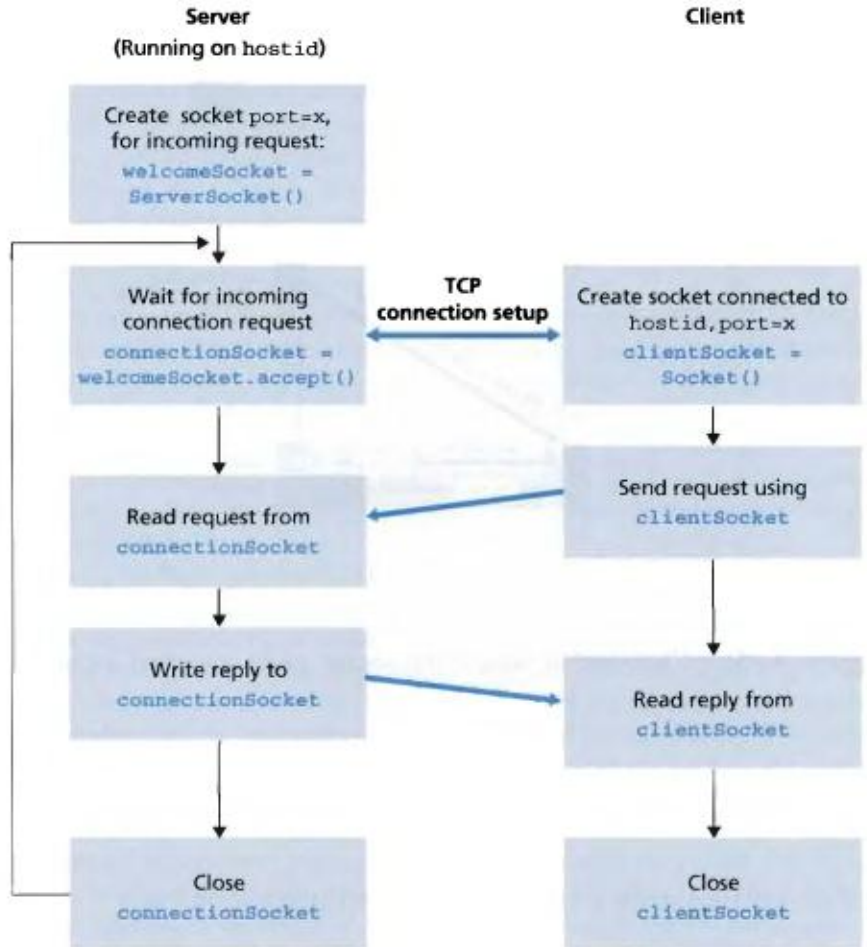 Server
(Running on hostid)
Client
Create socket port=x,
for incoming request:
welcomeSocket =
ServerSocket()
Wait for incoming
connection request
connectionSocket =
welcomeSocket.accept()
TCP
connection setup
Create socket connected to
hostid,port=x
clientSocket =
Socket()
Send request using
clientSocket
Read request from
connectionSocket
Write reply to
connectionSocket
Read reply from
clientSocket
Close
connectionSocket
Close
clientSocket